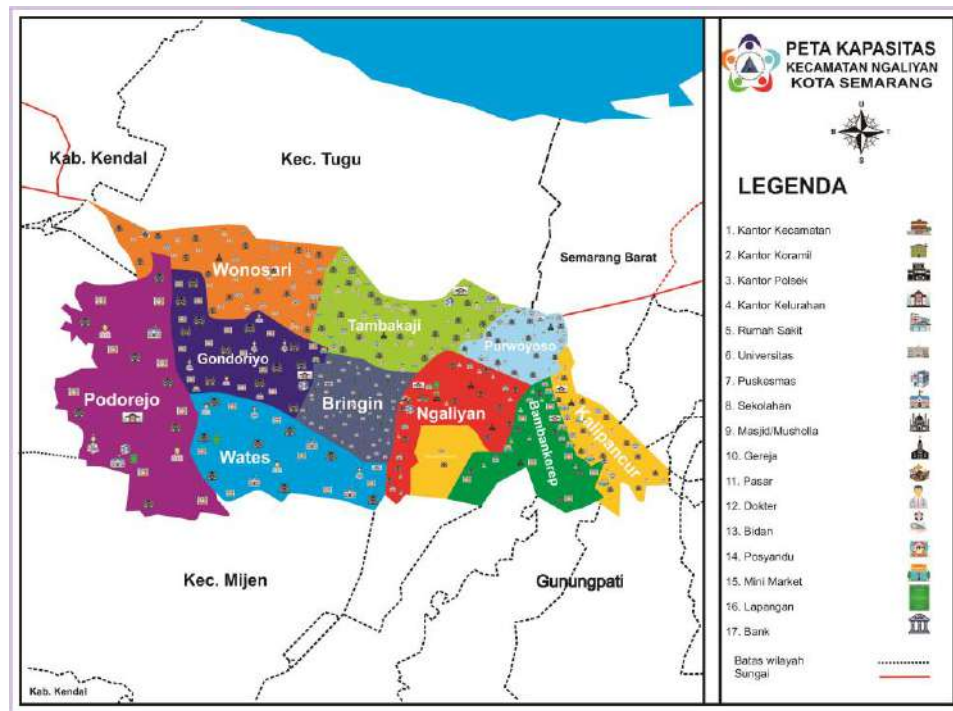 PETA KAPASITAS
KECAMATAN NGALIYAN
KOTA SEMARANG
U
B
T
S
LEGENDA
1. Kantor Kecamatan
2. Kantor Koramil
3. Kantor Polsek
4. Kantor Kelurahan
5. Rumah Sakit
6. Universitas
7. Puskesmas
8. Sekolahan
9. Masjid/Musholla
10. Gereja
11. Pasar
12. Dokter
13. Bidan
14. Posyandu
15. Mini Market
16. Lapangan
17. Bank
Batas wilayah
Sungai
Kab. Kendal
Kec. Tugu
Semarang Barat
Wonosari
Tambakaji
Purwoyoso
Gondoriyo
Podorejo
Bringin
Ngaliyan
Kalipancur
Bambankerep
Wates
Kec. Mijen
Gunungpati
Kab. Kendal